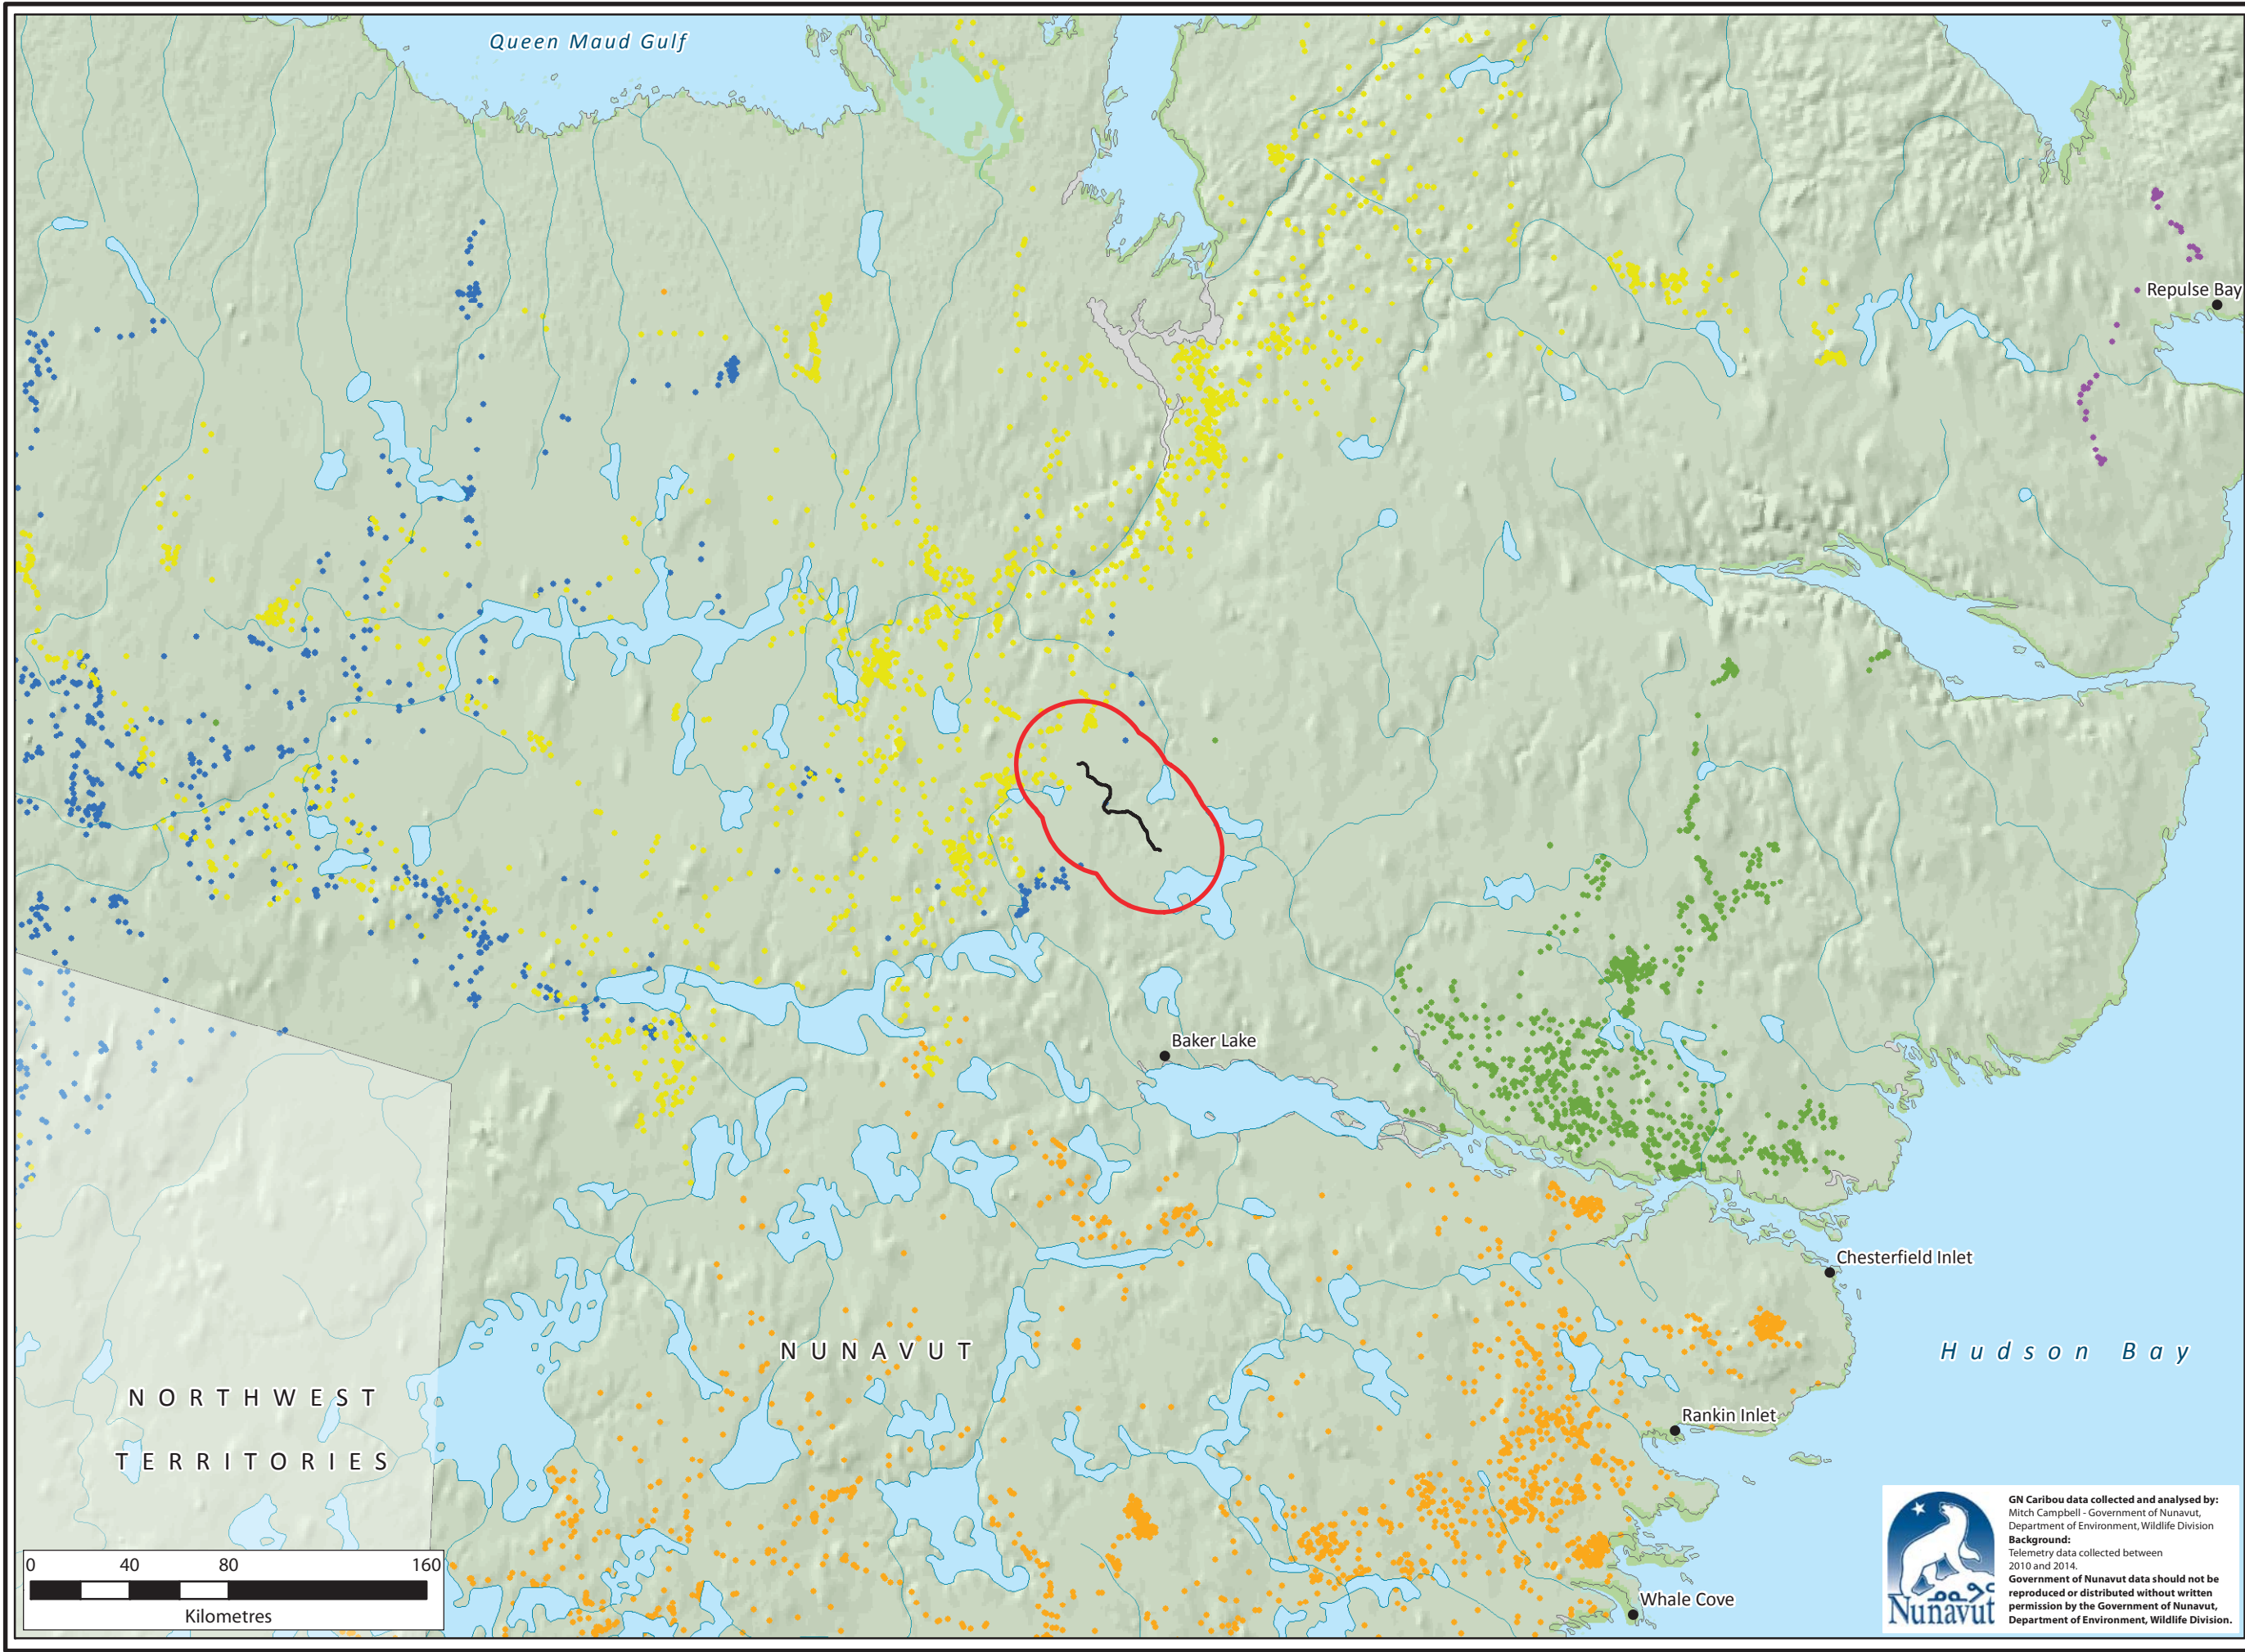 Queen Maud Gulf
Repulse Bay
Baker Lake
Chesterfield Inlet
NUNAVUT
Hudson Bay
NORTHWEST
TERRITORIES
Rankin Inlet
Whale Cove
0 40 80 160
Kilometres
ᓄᓇᕗᑦ
Nunavut
GN Caribou data collected and analysed by:
Mitch Campbell - Government of Nunavut,
Department of Environment, Wildlife Division
Background:
Telemetry data collected between
2010 and 2014.
Government of Nunavut data should not be
reproduced or distributed without written
permission by the Government of Nunavut,
Department of Environment, Wildlife Division.